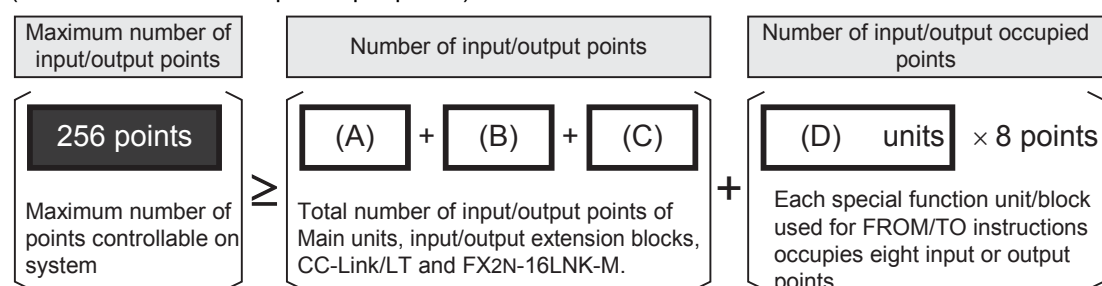 Maximum number of
input/output points
Number of input/output points
Number of input/output occupied
points
256 points
≥
(A) + (B) + (C)
+
(D) units × 8 points
Maximum number of
points controllable on
system
Total number of input/output points of
Main units, input/output extension blocks,
CC-Link/LT and FX2N-16LNK-M.
Each special function unit/block
used for FROM/TO instructions
occupies eight input or output
points.